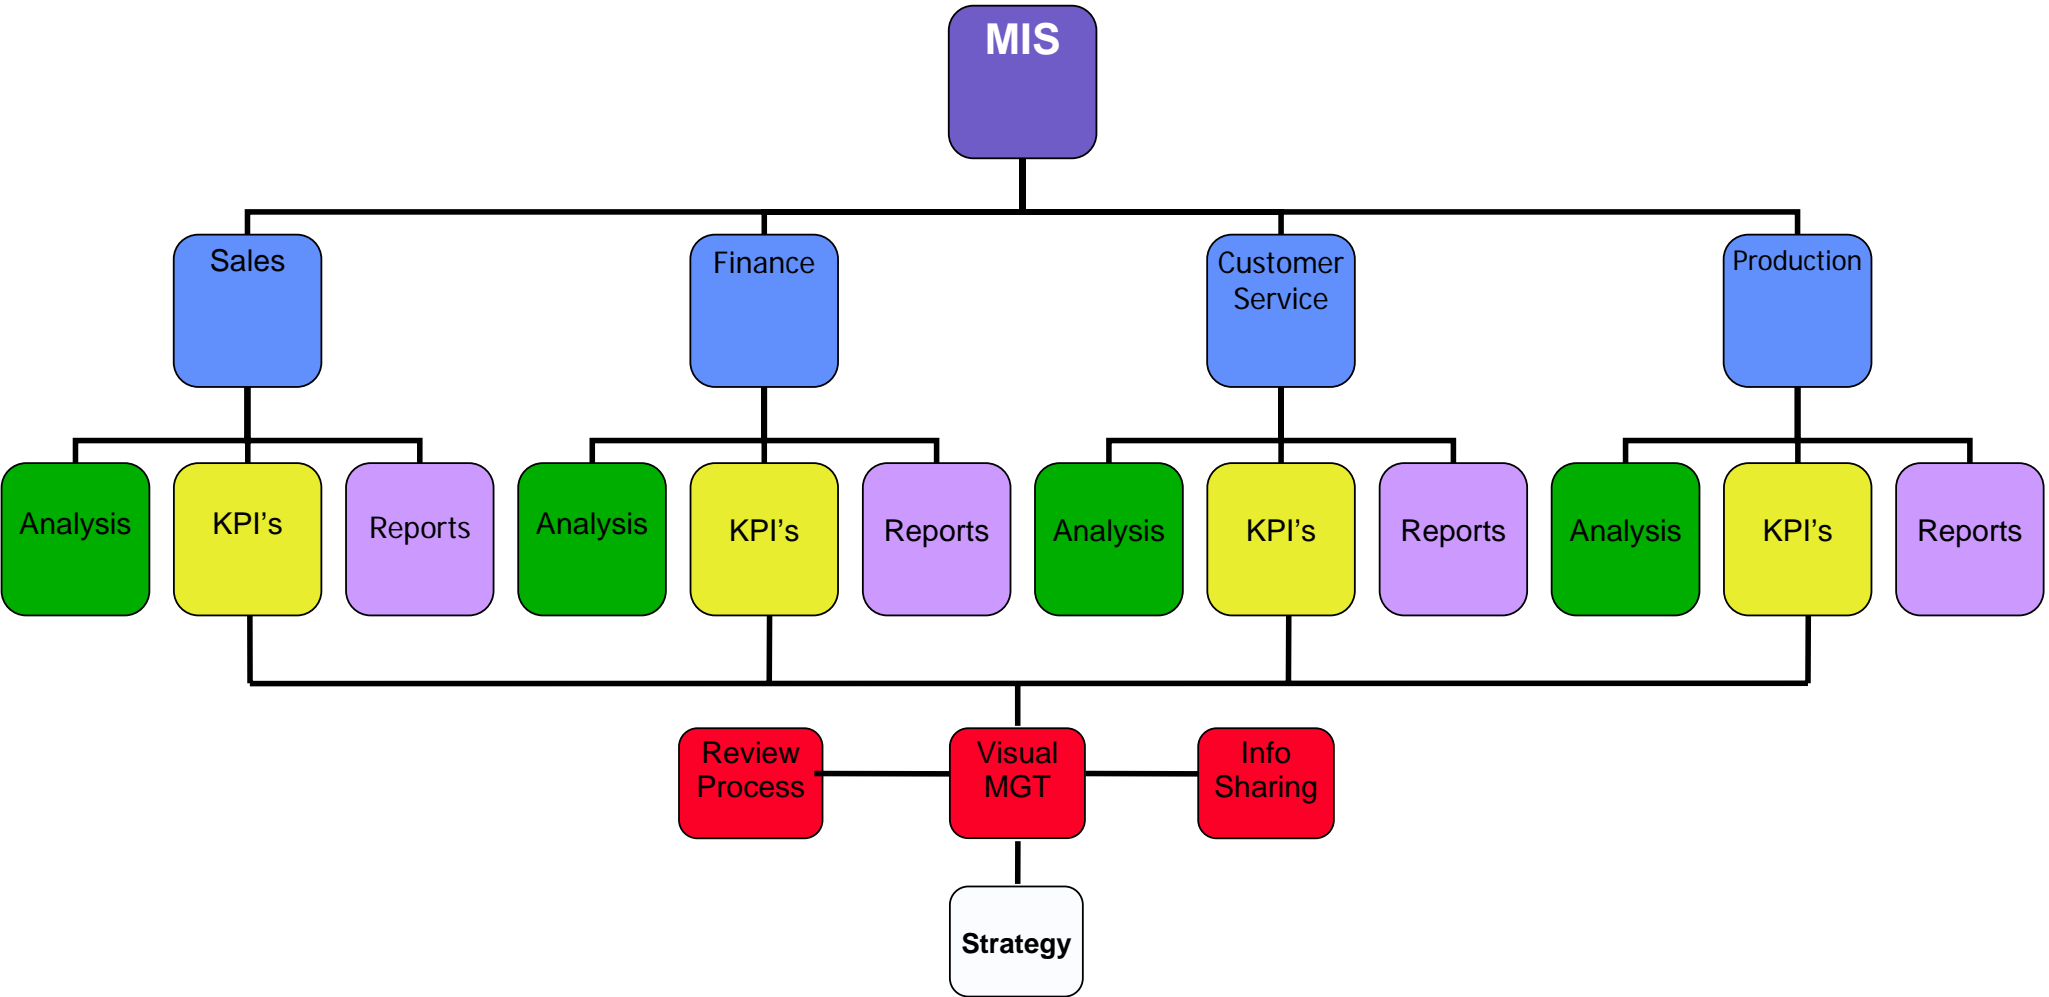 MIS
Sales
Finance
Customer
Service
Production
Analysis
KPI’s
Reports
Analysis
KPI’s
Reports
Analysis
KPI’s
Reports
Analysis
KPI’s
Reports
Review
Process
Visual
MGT
Info
Sharing
Strategy